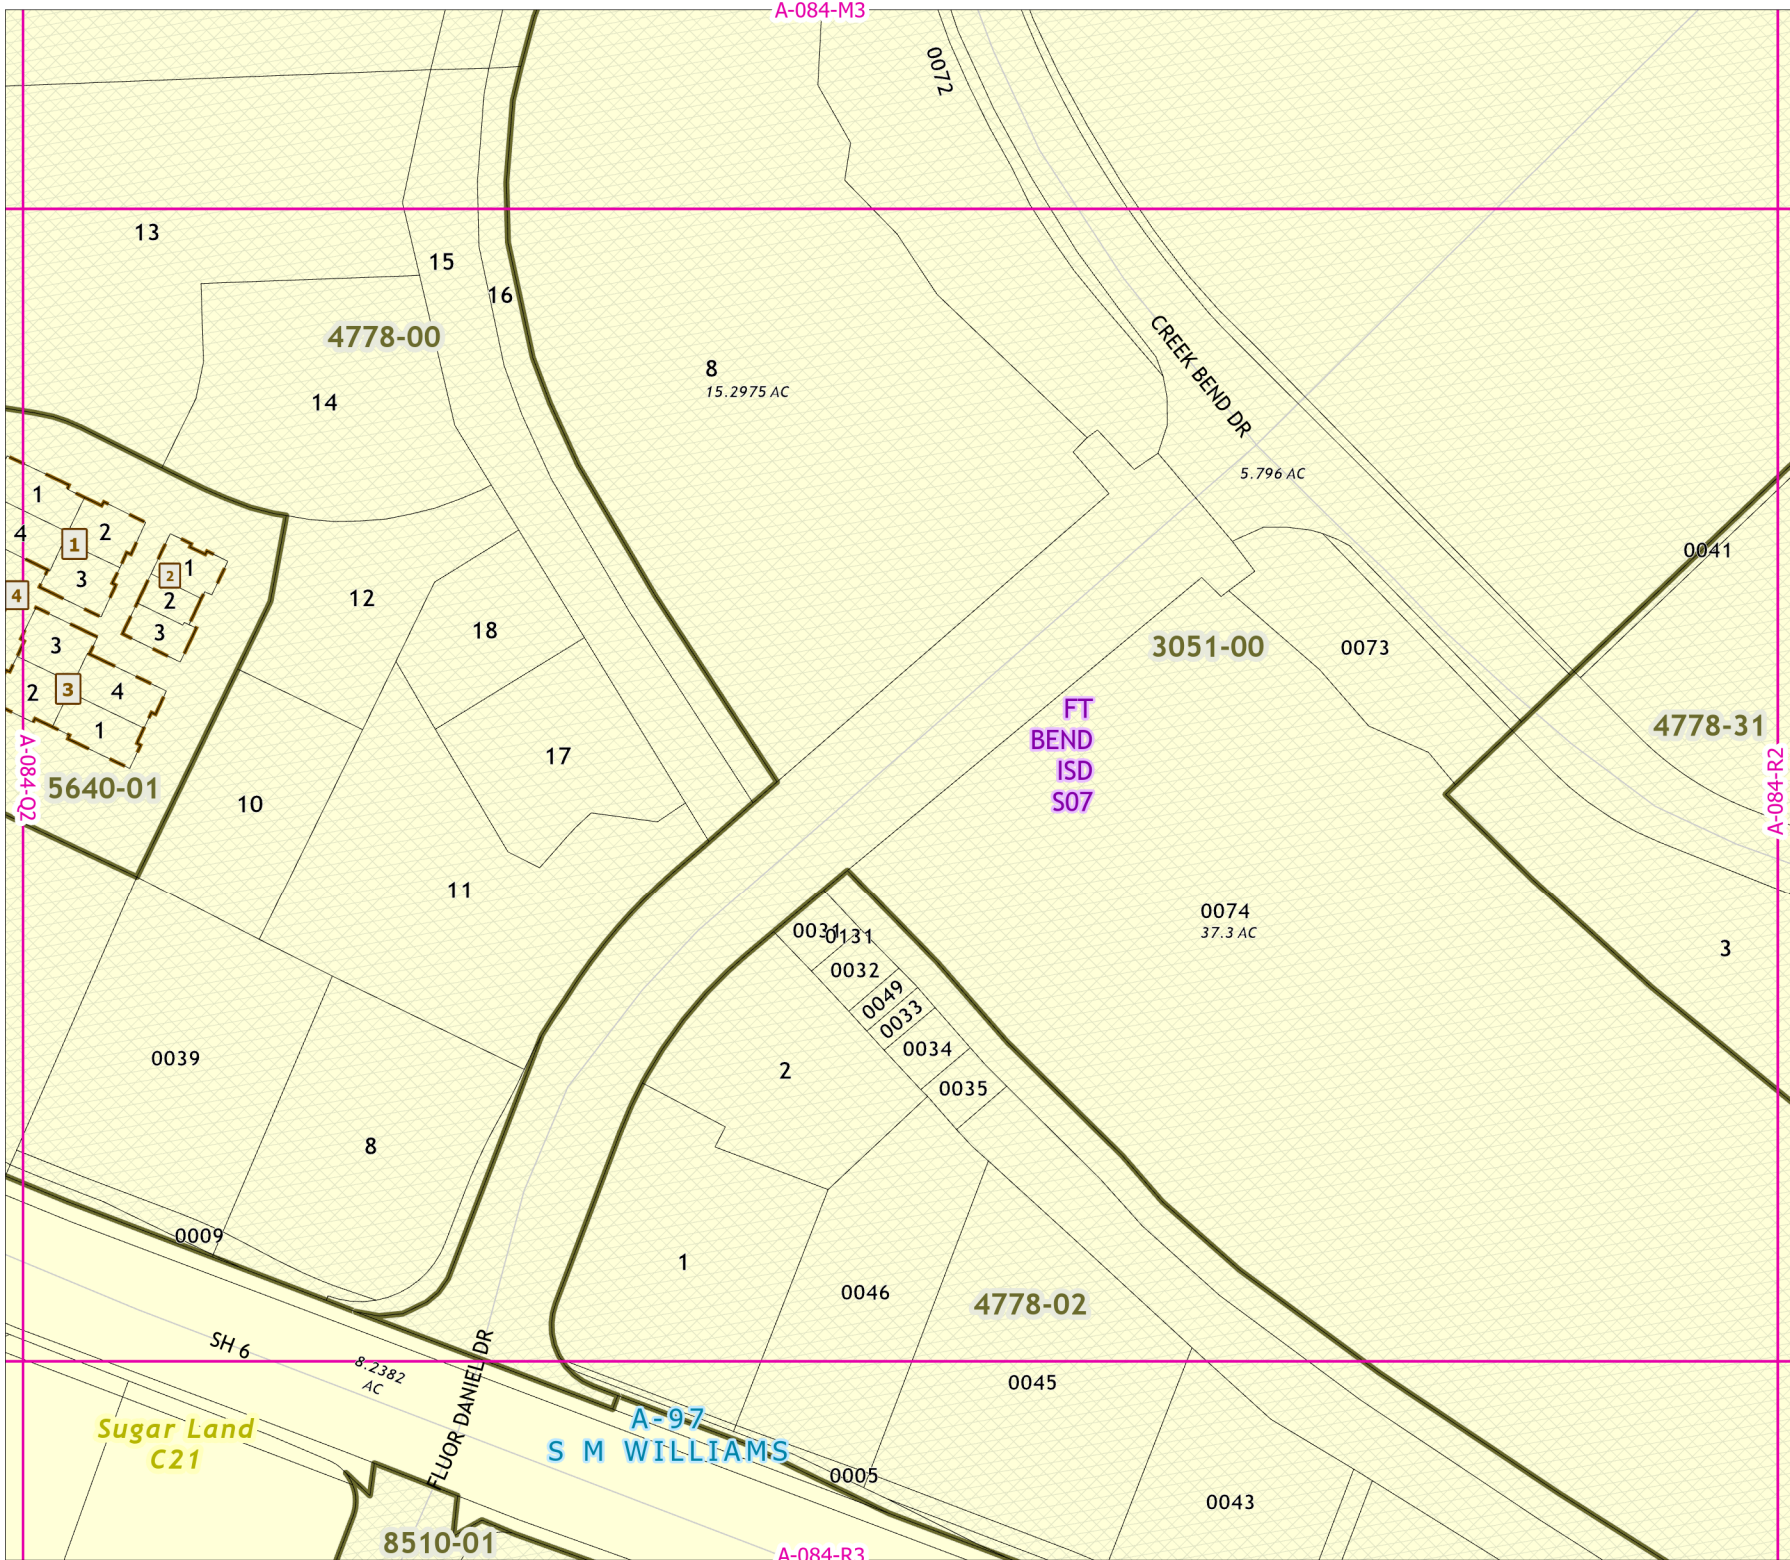 A-084-M3
0072
13
15
16
4778-00
CREEK BEND DR
8
15.2975 AC
14
5.796 AC
1
2
4
1
3
1
2
2
3
4
12
18
0041
3
3051-00
0073
3
4
2
1
FT
BEND
ISD
S07
4778-31
17
A-084-Q2
A-084-R2
5640-01
10
11
0031
0131
0074
37.3 AC
3
0032
0049
0033
0034
0035
0039
2
8
0009
1
0046
4778-02
SH 6
8.2382
AC
FLUOR DANIEL DR
0045
A-97
S M WILLIAMS
Sugar Land
C21
0005
0043
8510-01
A-084-R3